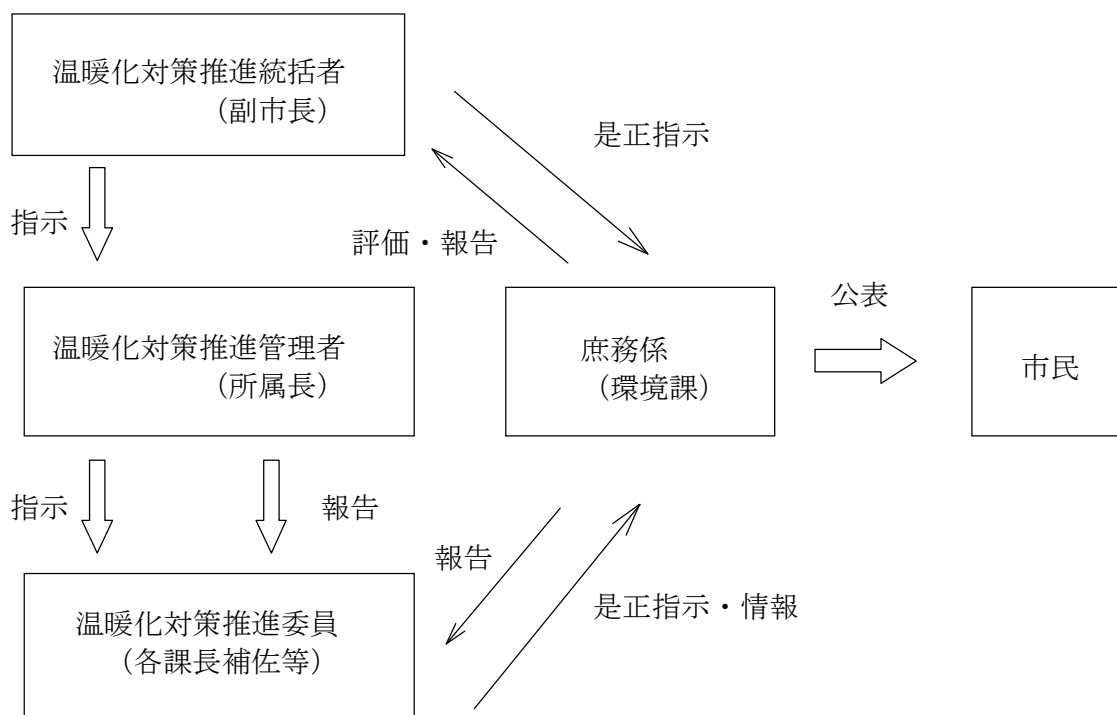 温暖化対策推進統括者
（副市長）
是正指示
指示
評価・報告
公表
温暖化対策推進管理者
（所属長）
庶務係
（環境課）
市民
指示
報告
報告
是正指示・情報
温暖化対策推進委員
（各課長補佐等）